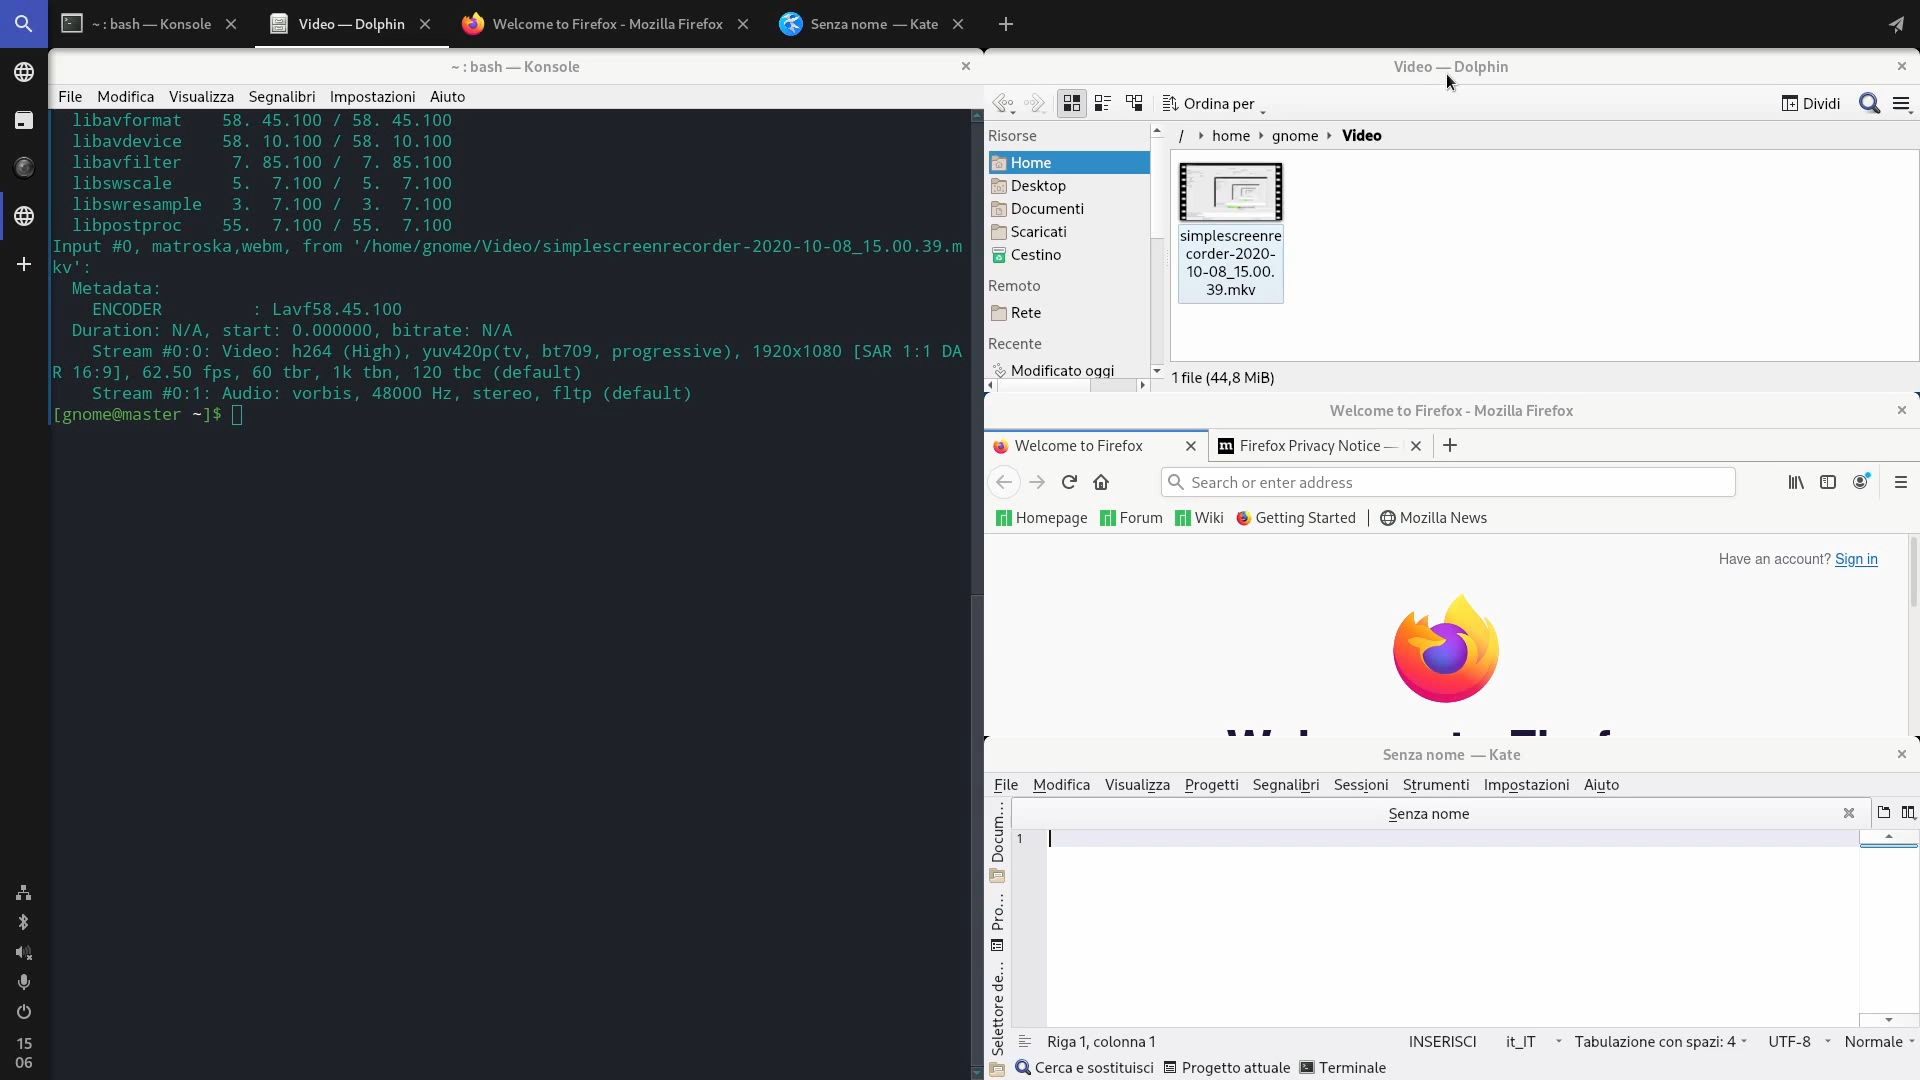 ~ : bash — Konsole
Video — Dolphin
Welcome to Firefox - Mozilla Firefox
Senza nome — Kate
~ : bash — Konsole
File Modifica Visualizza Segnalibri Impostazioni Aiuto
libavformat 58. 45.100 / 58. 45.100
libavdevice 58. 10.100 / 58. 10.100
libavfilter 7. 85.100 / 7. 85.100
libswscale 5. 7.100 / 5. 7.100
libswresample 3. 7.100 / 3. 7.100
libpostproc 55. 7.100 / 55. 7.100
Input #0, matroska,webm, from '/home/gnome/Video/simplescreenrecorder-2020-10-08_15.00.39.m
kv':
Metadata:
ENCODER : Lavf58.45.100
Duration: N/A, start: 0.000000, bitrate: N/A
Stream #0:0: Video: h264 (High), yuv420p(tv, bt709, progressive), 1920x1080 [SAR 1:1 DA
R 16:9], 62.50 fps, 60 tbr, 1k tbn, 120 tbc (default)
Stream #0:1: Audio: vorbis, 48000 Hz, stereo, fltp (default)
[gnome@master ~]$
Video — Dolphin
Ordina per
Dividi
/ home gnome Video
Risorse
Home
Desktop
Documenti
Scaricati
Cestino
Remoto
Rete
Recente
Modificato oggi
simplescreenre
corder-2020-
10-08_15.00.
39.mkv
1 file (44,8 MiB)
Welcome to Firefox - Mozilla Firefox
Welcome to Firefox
Firefox Privacy Notice —
Search or enter address
Homepage Forum Wiki Getting Started Mozilla News
Have an account? Sign in
Senza nome — Kate
File Modifica Visualizza Progetti Segnalibri Sessioni Strumenti Impostazioni Aiuto
Senza nome
1
Docum...
Pro...
Selettore de...
Riga 1, colonna 1
INSERISCI it_IT Tabulazione con spazi: 4 UTF-8 Normale
Cerca e sostituisci Progetto attuale Terminale
15
06